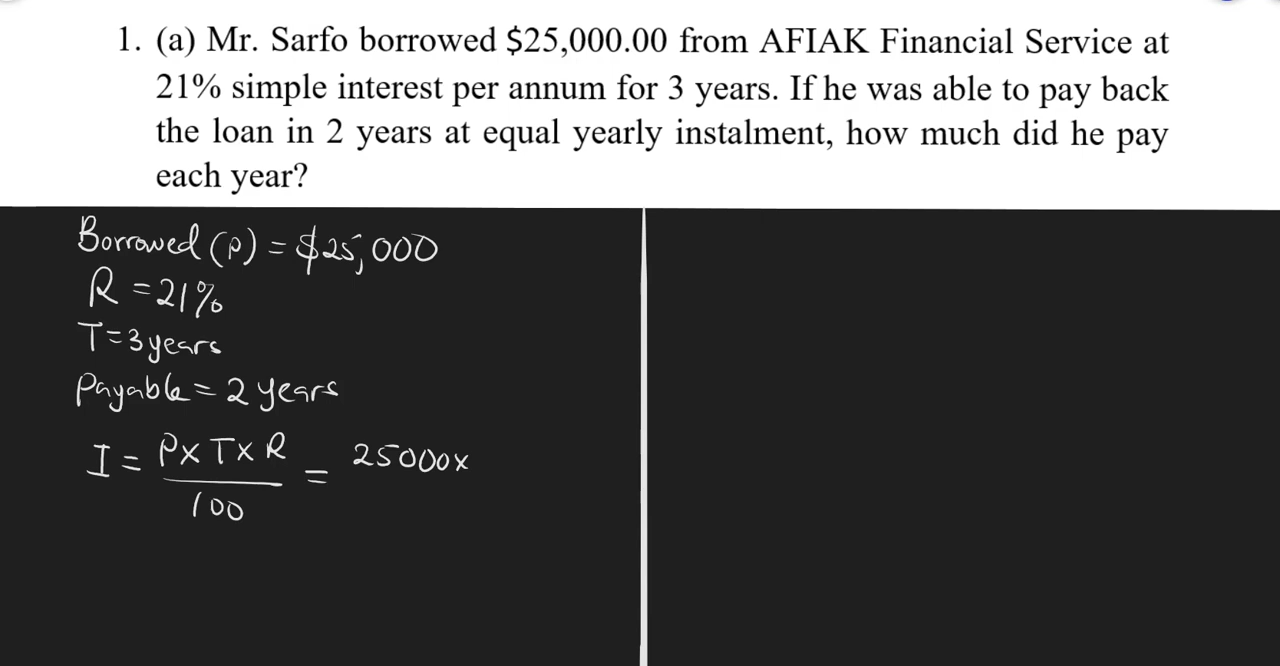 1. (a) Mr. Sarfo borrowed $25,000.00 from AFIAK Financial Service at
21% simple interest per annum for 3 years. If he was able to pay back
the loan in 2 years at equal yearly instalment, how much did he pay
each year?
Borrowed (P) = $25,000
R = 21%
T = 3 years
Payable = 2 years
I = P x T x R / 100 = 25000 x